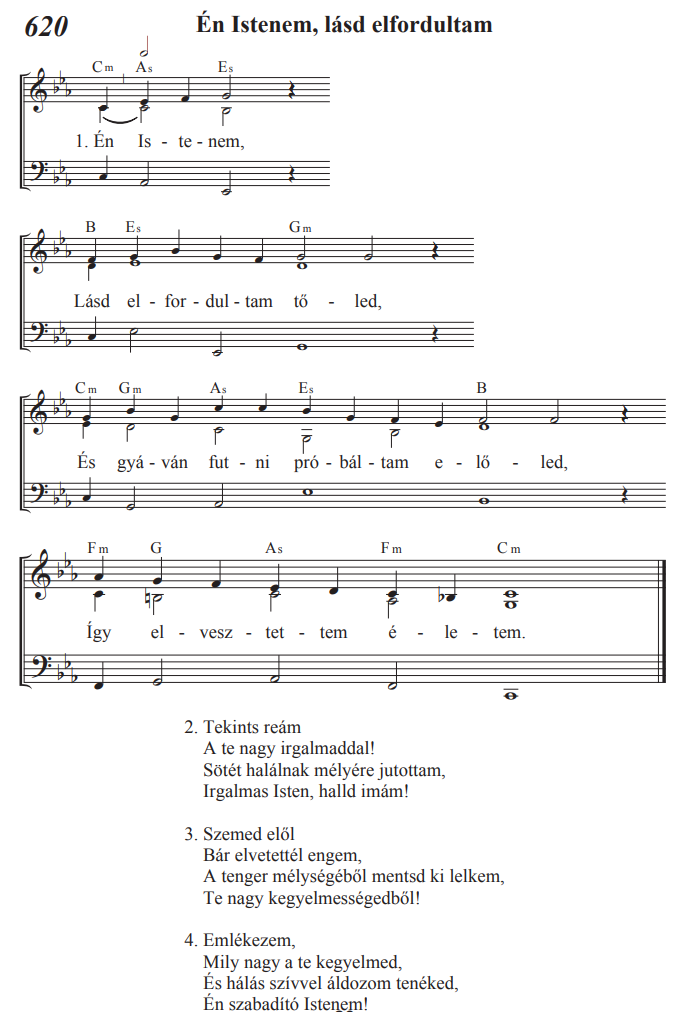 620 Én Istenem, lásd elfordultam
Cm As Es
1. Én Is - te - nem,
B Es Gm
Lásd el - for - dul - tam tő - led,
Cm Gm As Es B
És gyá - ván fut - ni pró - bál - tam e - lő - led,
Fm G As Fm Cm
Így el - vesz - tet - tem é - le - tem.
2. Tekints reám
A te nagy irgalmaddal!
Sötét halálnak mélyére jutottam,
Irgalmas Isten, halld imám!
3. Szemed elől
Bár elvetettél engem,
A tenger mélységéből mentsd ki lelkem,
Te nagy kegyelmességedből!
4. Emlékezem,
Mily nagy a te kegyelmed,
És hálás szívvel áldozom tenéked,
Én szabadító Istenem!